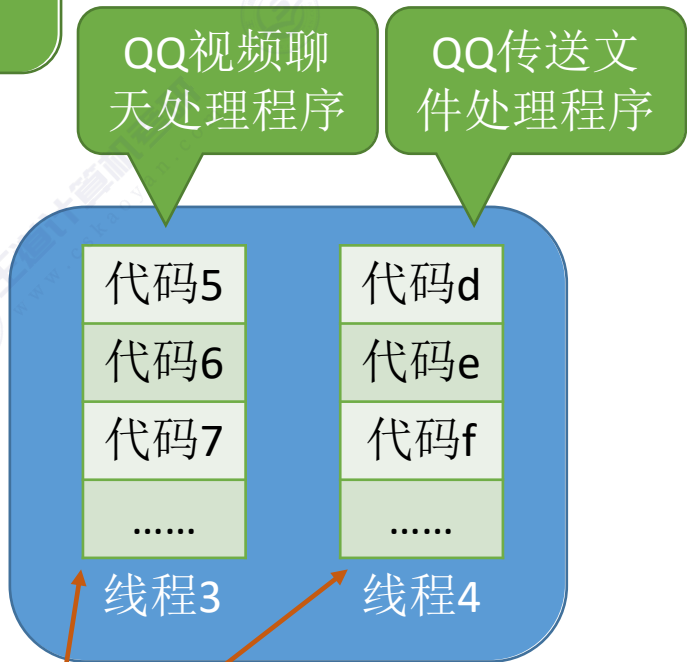 QQ视频聊
天处理程序
QQ传送文
件处理程序
代码5
代码6
代码7
......
线程3
代码d
代码e
代码f
......
线程4